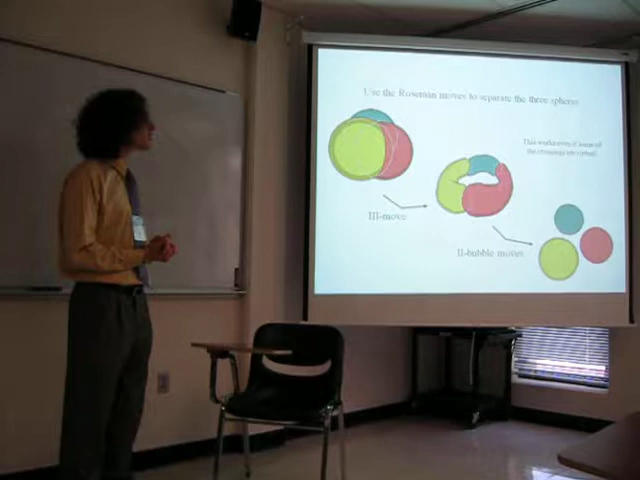 Use the Roseman moves to separate the three spheres
This works even if some of
the crossings are virtual.
III-move
II-bubble moves